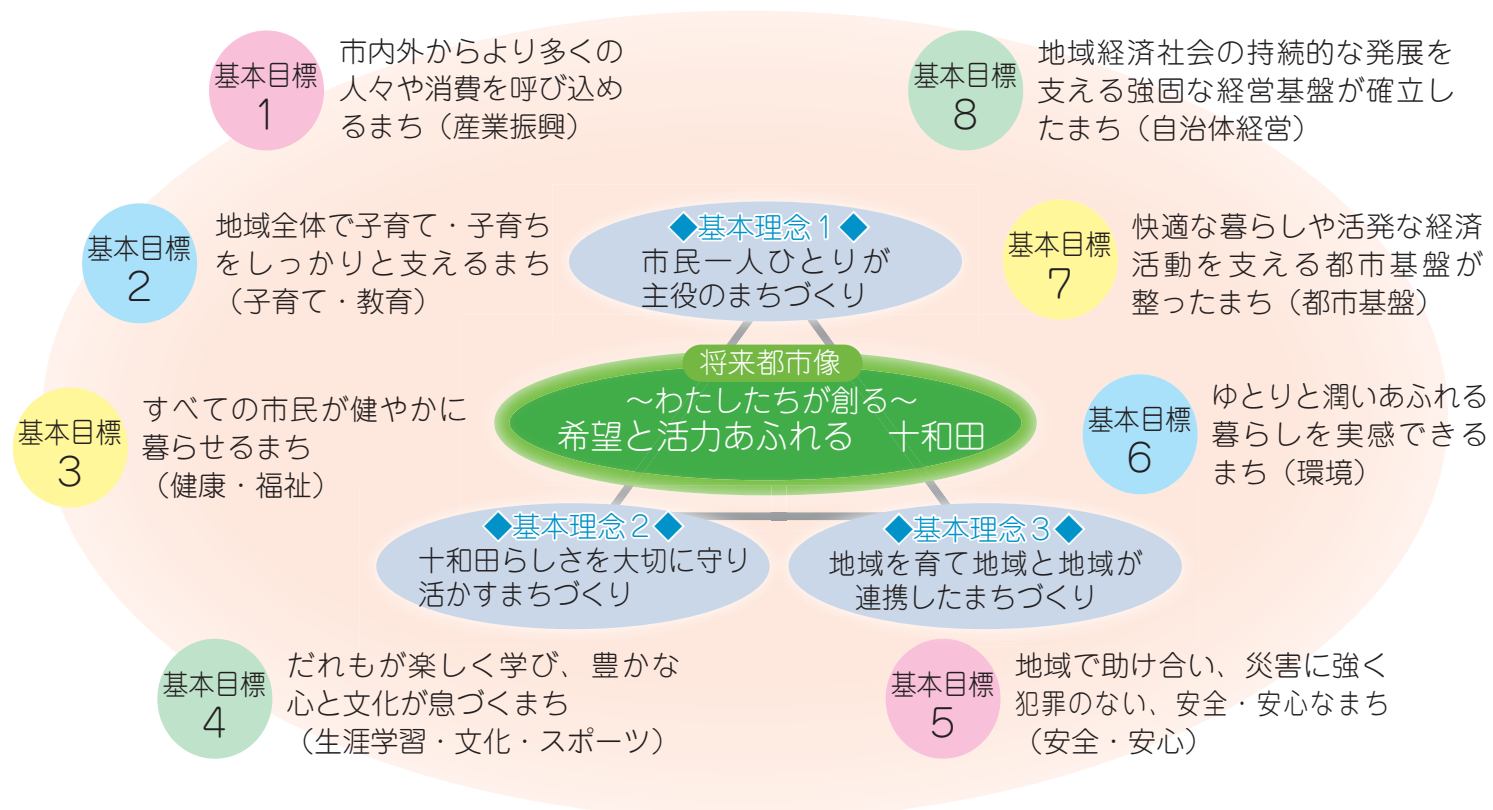 基本目標
1
市内外からより多くの
人々や消費を呼び込め
るまち（産業振興）
基本目標
2
地域全体で子育て・子育ち
をしっかりと支えるまち
（子育て・教育）
基本目標
3
すべての市民が健やかに
暮らせるまち
（健康・福祉）
基本目標
4
だれもが楽しく学び、豊かな
心と文化が息づくまち
（生涯学習・文化・スポーツ）
基本目標
5
地域で助け合い、災害に強く
犯罪のない、安全・安心なまち
（安全・安心）
基本目標
6
ゆとりと潤いあふれる
暮らしを実感できる
まち（環境）
基本目標
7
快適な暮らしや活発な経済
活動を支える都市基盤が
整ったまち（都市基盤）
基本目標
8
地域経済社会の持続的な発展を
支える強固な経営基盤が確立し
たまち（自治体経営）
◆基本理念１◆
市民一人ひとりが
主役のまちづくり
将来都市像
～わたしたちが創る～
希望と活力あふれる　十和田
◆基本理念２◆
十和田らしさを大切に守り
活かすまちづくり
◆基本理念３◆
地域を育て地域と地域が
連携したまちづくり